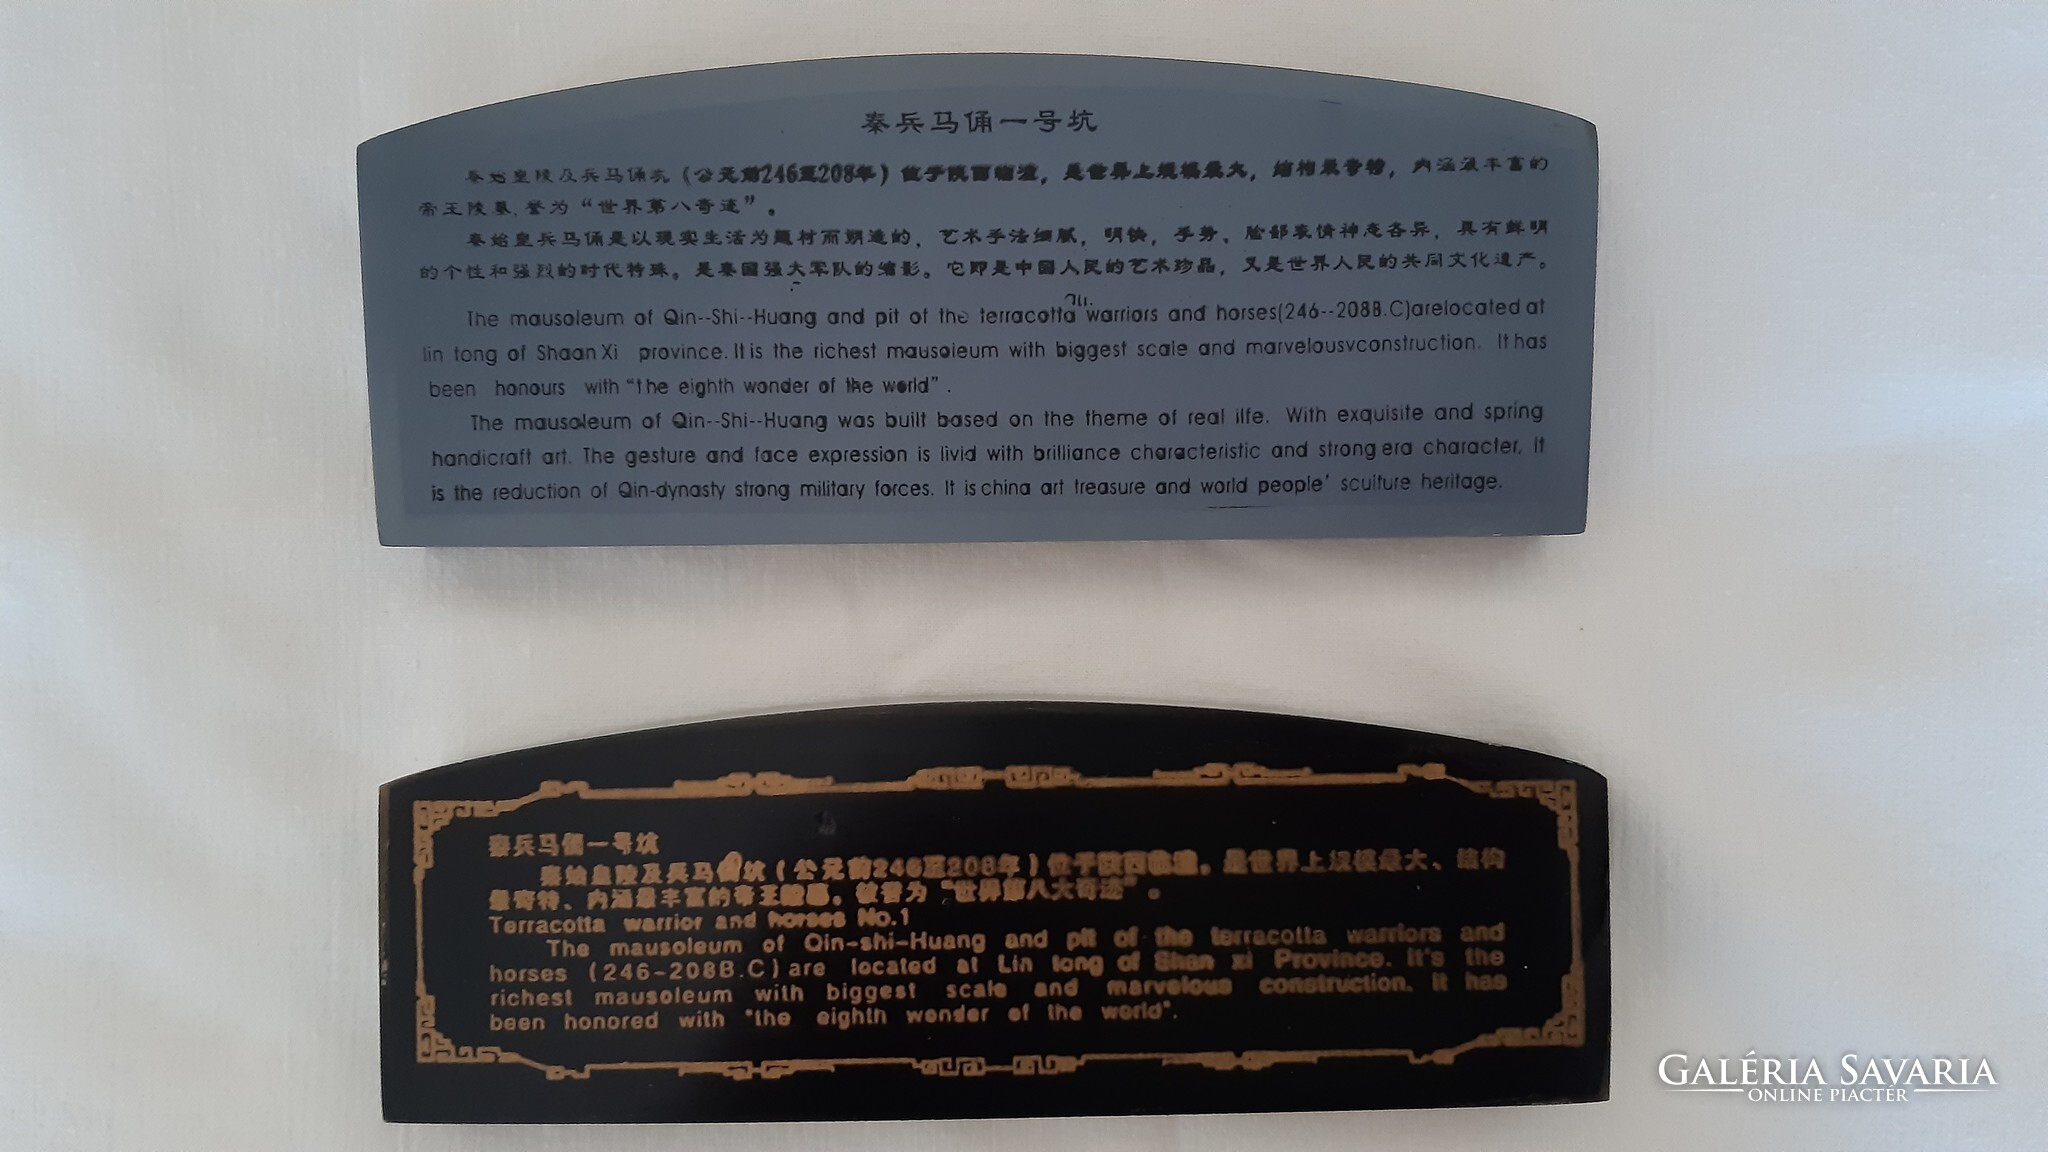 秦兵马俑一号坑
秦始皇陵及兵马俑坑（公元前246至208年）位于陕西临潼，是世界上规模最大，结构最奇特，内涵最丰富的
帝王陵墓,誉为“世界第八奇迹”。
秦始皇兵马俑是以现实生活为题材而塑造的，艺术手法细腻，明快，手势、脸部表情神态各异，具有鲜明
的个性和强烈的时代特殊。是秦国强大军队的缩影。它即是中国人民的艺术珍品，又是世界人民的共同文化遗产。
The mausoleum of Qin--Shi--Huang and pit of the terracotta warriors and horses(246--208B.C)arelocated at
lin tong of Shaan Xi province. It is the richest mausoleum with biggest scale and marvelousvconstruction. It has
been honours with “the eighth wonder of the world” .
The mausoleum of Qin--Shi--Huang was built based on the theme of real ilfe. With exquisite and spring
handicraft art. The gesture and face expression is livid with brilliance characteristic and strong era character. It
is the reduction of Qin-dynasty strong military forces. It is china art treasure and world people’ sculture heritage.
秦兵马俑一号坑
秦始皇陵及兵马俑坑（公元前246至208年）位于陕西临潼。是世界上规模最大、结构
最奇特、内涵最丰富的帝王陵墓。被誉为“世界第八大奇迹”。
Terracotta warrior and horses No.1
The mausoleum of Qin-shi-Huang and pit of the terracotta warriors and
horses (246-208B.C) are located at Lin tong of Shan xi Province. It's the
richest mausoleum with biggest scale and marvelous construction. It has
been honored with "the eighth wonder of the world".
GALÉRIA SAVARIA
ONLINE PIACTÉR